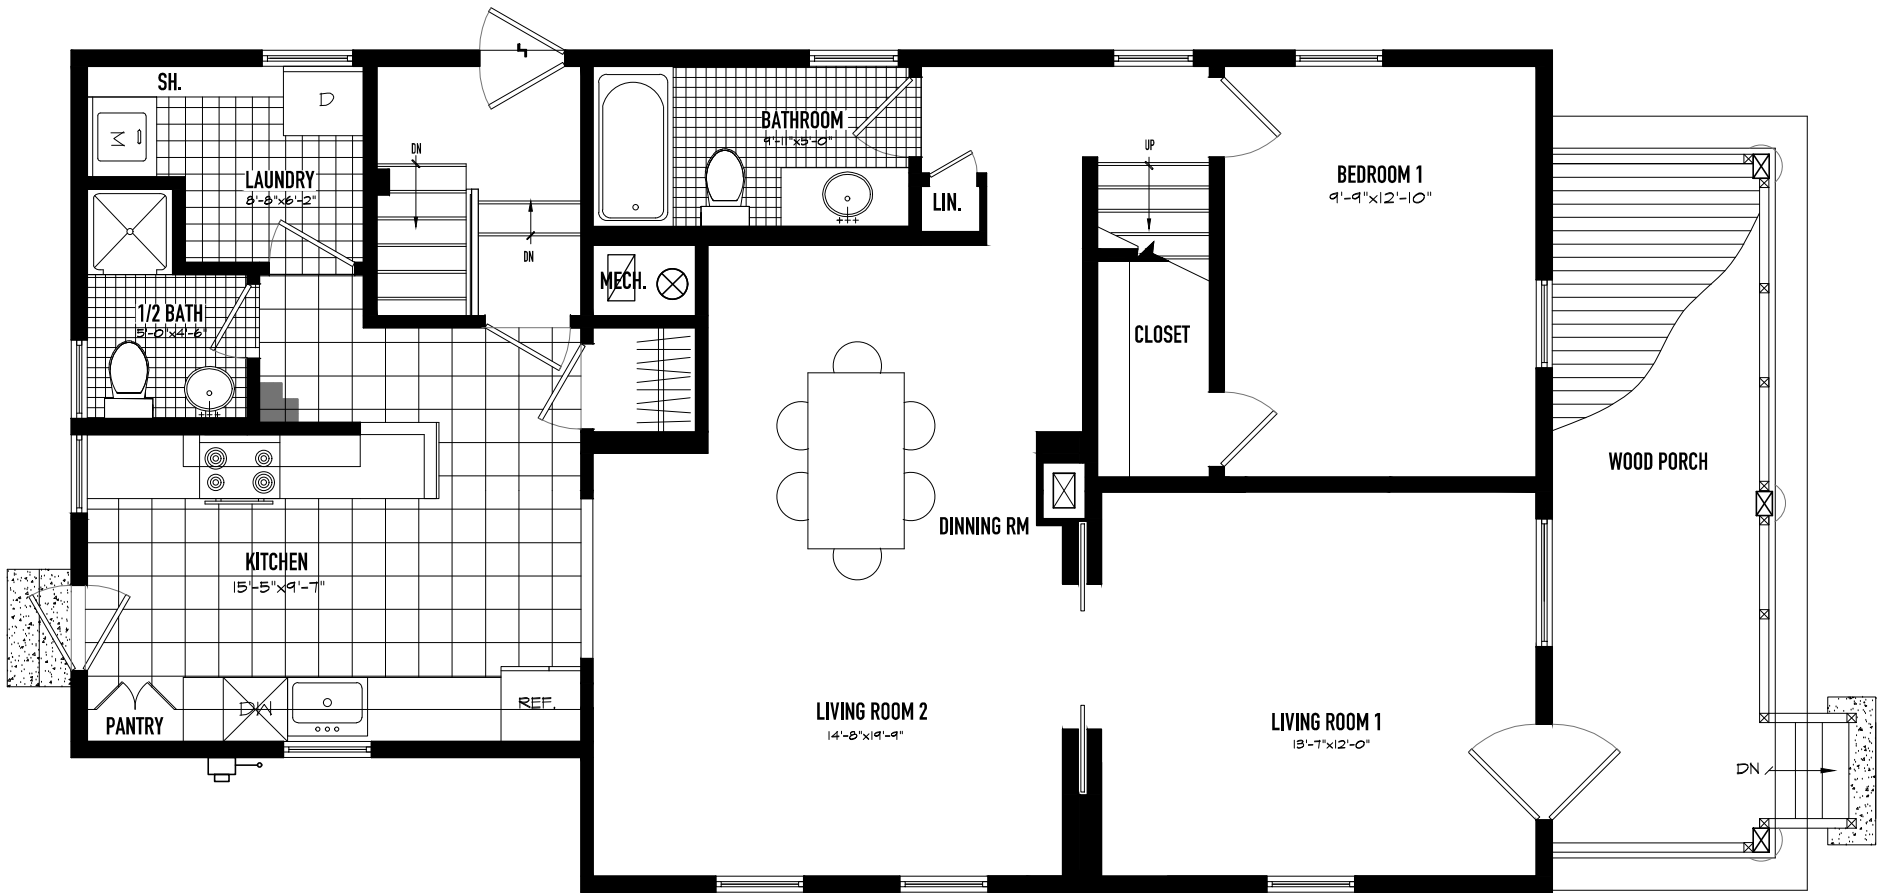 SH.
D
M
LAUNDRY
8'-8"x6'-2"
DN
DN
BATHROOM
9'-11"x5'-0"
LIN.
UP
BEDROOM 1
9'-9"x12'-10"
MECH.
1/2 BATH
5'-0"x4'-6"
CLOSET
WOOD PORCH
DINNING RM
KITCHEN
15'-5"x9'-7"
PANTRY
DW
REF.
LIVING ROOM 2
14'-8"x19'-9"
LIVING ROOM 1
13'-7"x12'-0"
DN